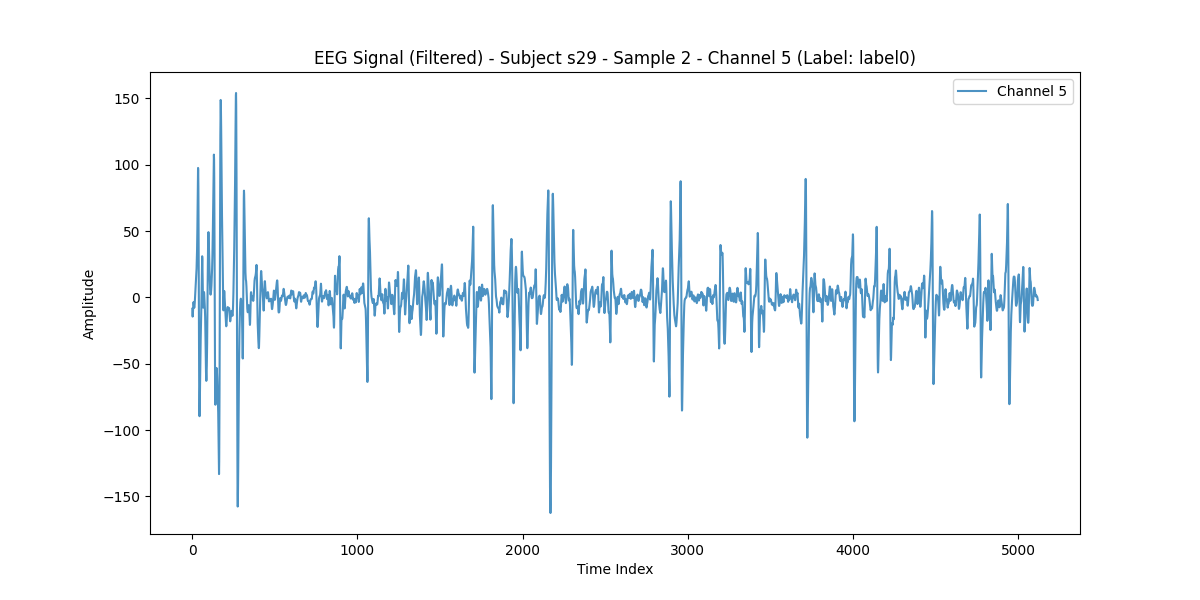 EEG Signal (Filtered) - Subject s29 - Sample 2 - Channel 5 (Label: label0)
Channel 5
150
100
50
0
−50
−100
−150
Amplitude
0 1000 2000 3000 4000 5000
Time Index